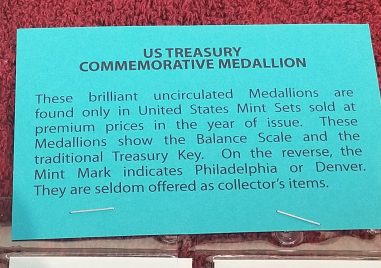 US TREASURY
COMMEMORATIVE MEDALLION
These brilliant uncirculated Medallions are
found only in United States Mint Sets sold at
premium prices in the year of issue. These
Medallions show the Balance Scale and the
traditional Treasury Key. On the reverse, the
Mint Mark indicates Philadelphia or Denver.
They are seldom offered as collector's items.